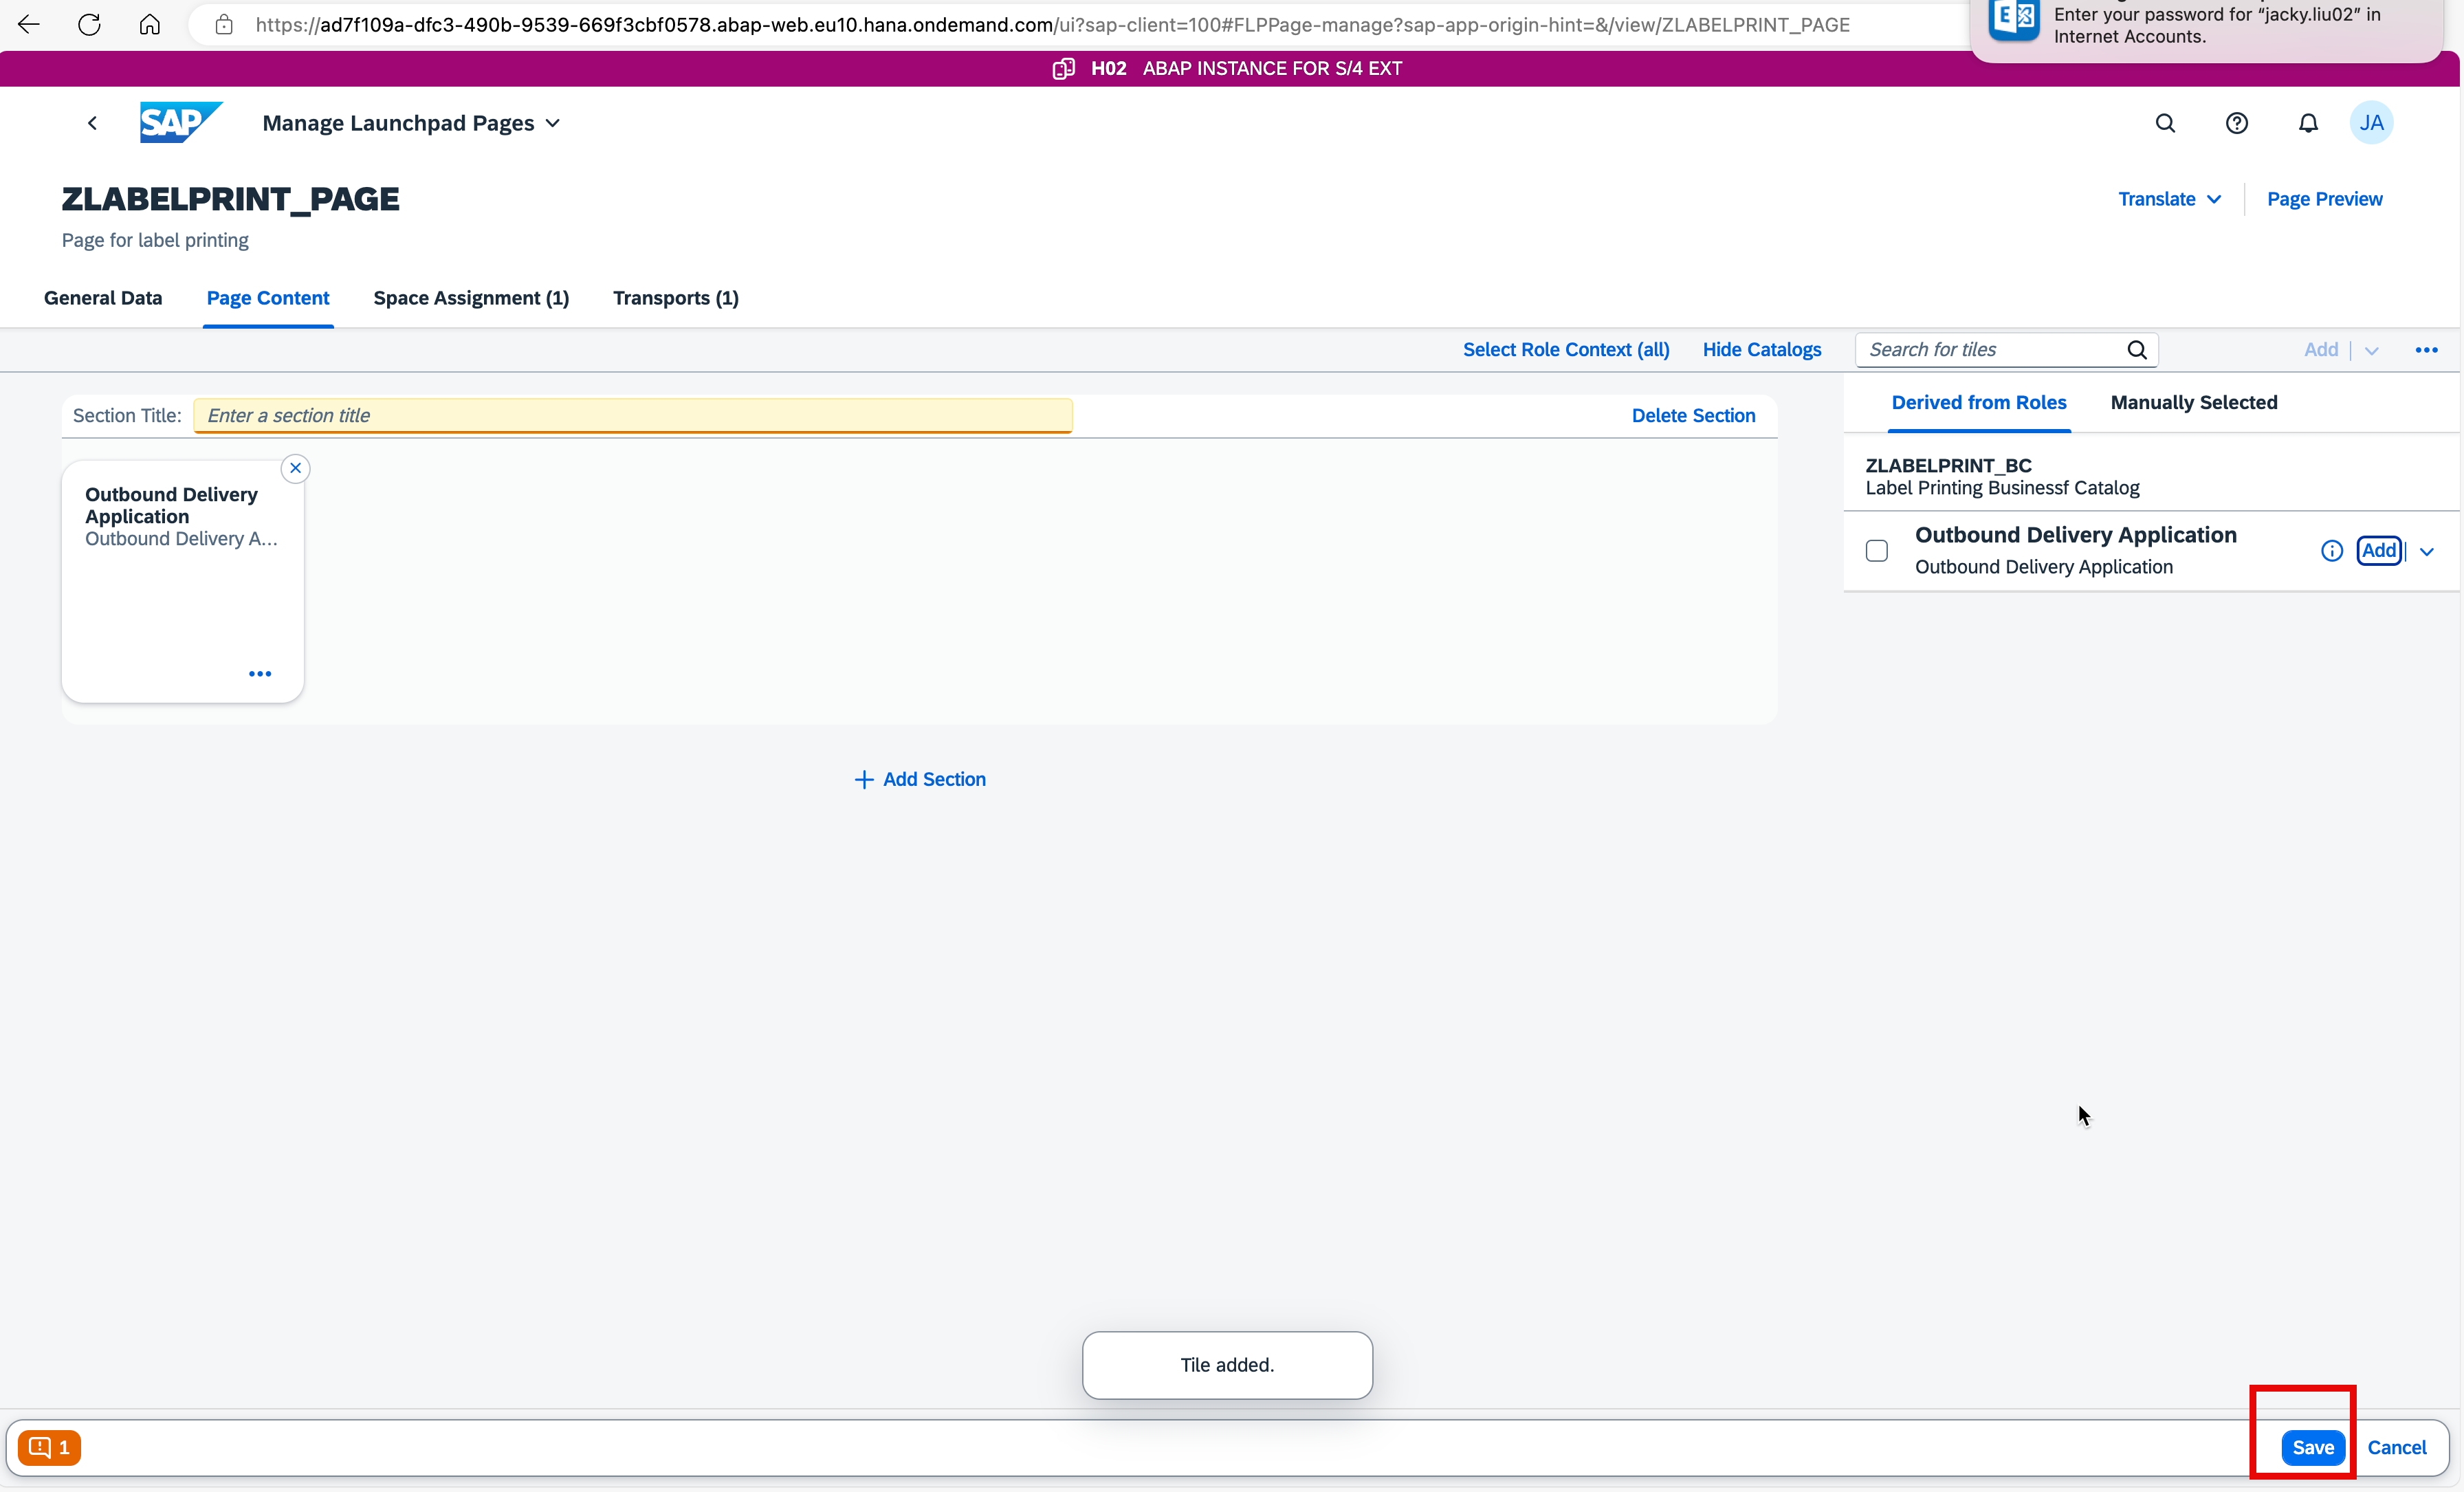 https://ad7f109a-dfc3-490b-9539-669f3cbf0578.abap-web.eu10.hana.ondemand.com/ui?sap-client=100#FLPPage-manage?sap-app-origin-hint=&/view/ZLABELPRINT_PAGE
Enter your password for “jacky.liu02” in
Internet Accounts.
H02 ABAP INSTANCE FOR S/4 EXT
SAP Manage Launchpad Pages
JA
ZLABELPRINT_PAGE
Translate Page Preview
Page for label printing
General Data Page Content Space Assignment (1) Transports (1)
Select Role Context (all) Hide Catalogs Search for tiles Add
Section Title: Enter a section title Delete Section
Outbound Delivery
Application
Outbound Delivery A...
Add Section
Derived from Roles Manually Selected
ZLABELPRINT_BC
Label Printing Businessf Catalog
Outbound Delivery Application
Outbound Delivery Application
Add
Tile added.
1
Save Cancel